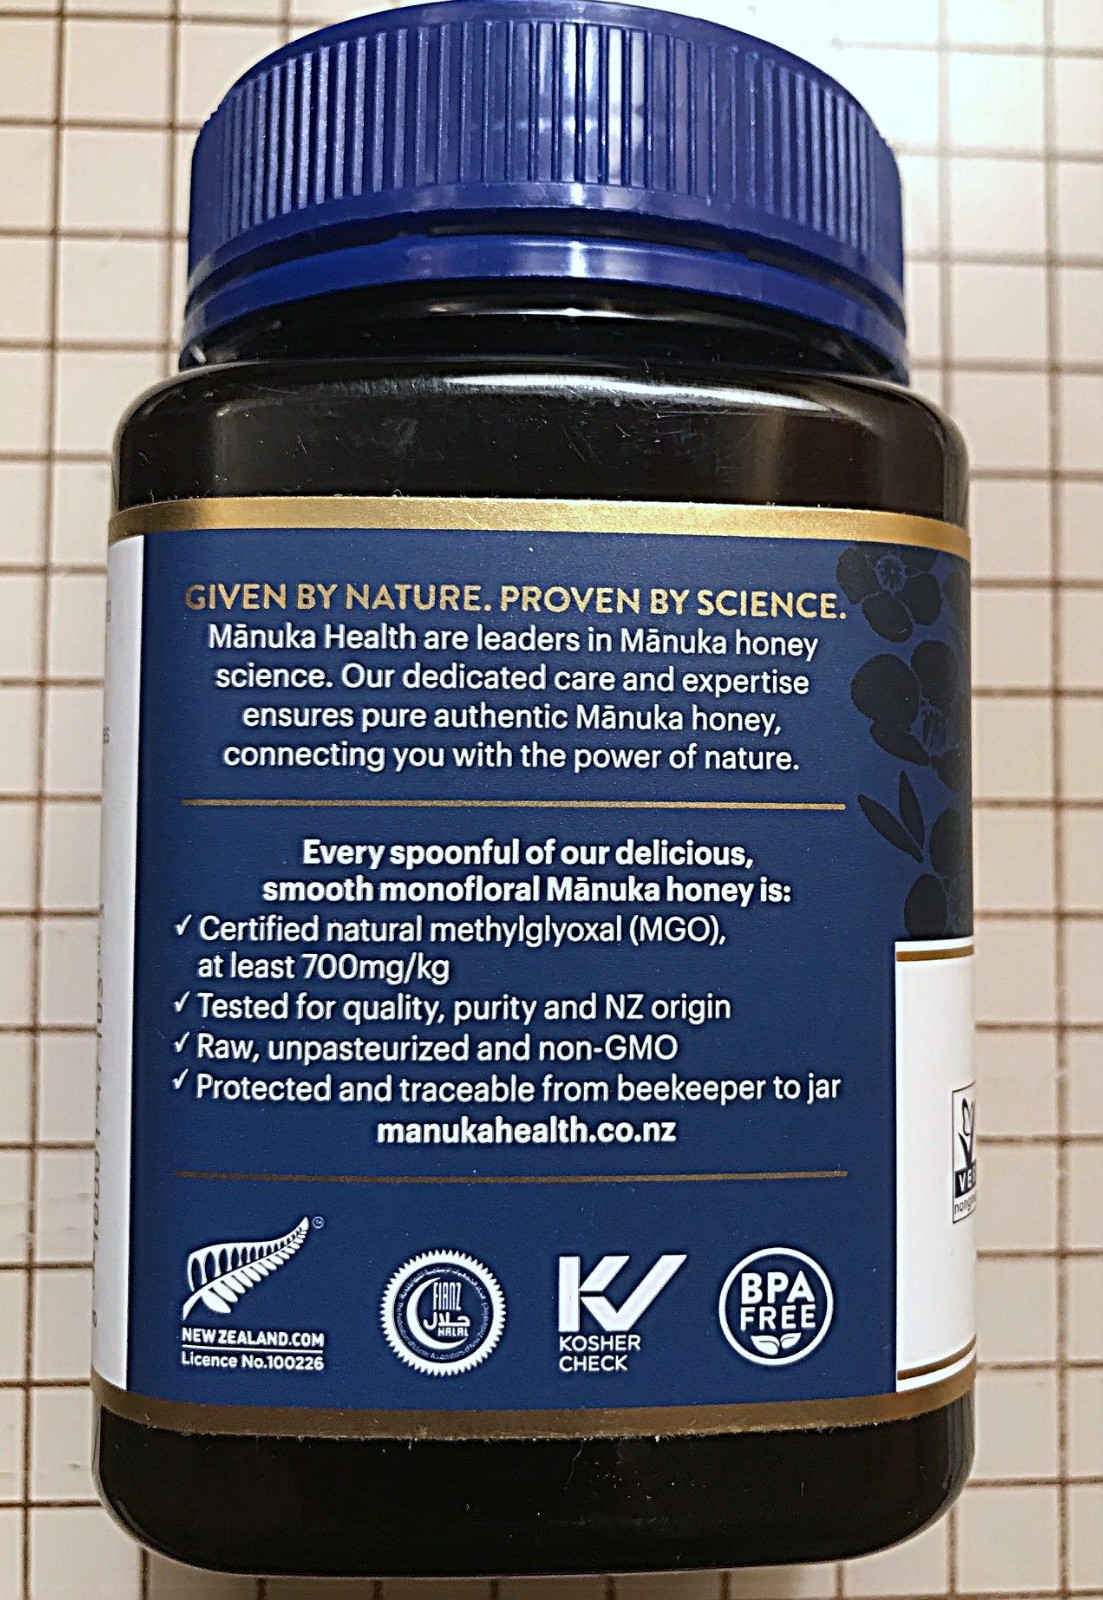 GIVEN BY NATURE. PROVEN BY SCIENCE.
Mānuka Health are leaders in Mānuka honey
science. Our dedicated care and expertise
ensures pure authentic Mānuka honey,
connecting you with the power of nature.
Every spoonful of our delicious,
smooth monofloral Mānuka honey is:
✓ Certified natural methylglyoxal (MGO),
at least 700mg/kg
✓ Tested for quality, purity and NZ origin
✓ Raw, unpasteurized and non-GMO
✓ Protected and traceable from beekeeper to jar
manukahealth.co.nz
NEWZEALAND.COM
Licence No.100226
FIANZ
حلال
HALAL
KV
KOSHER
CHECK
BPA
FREE